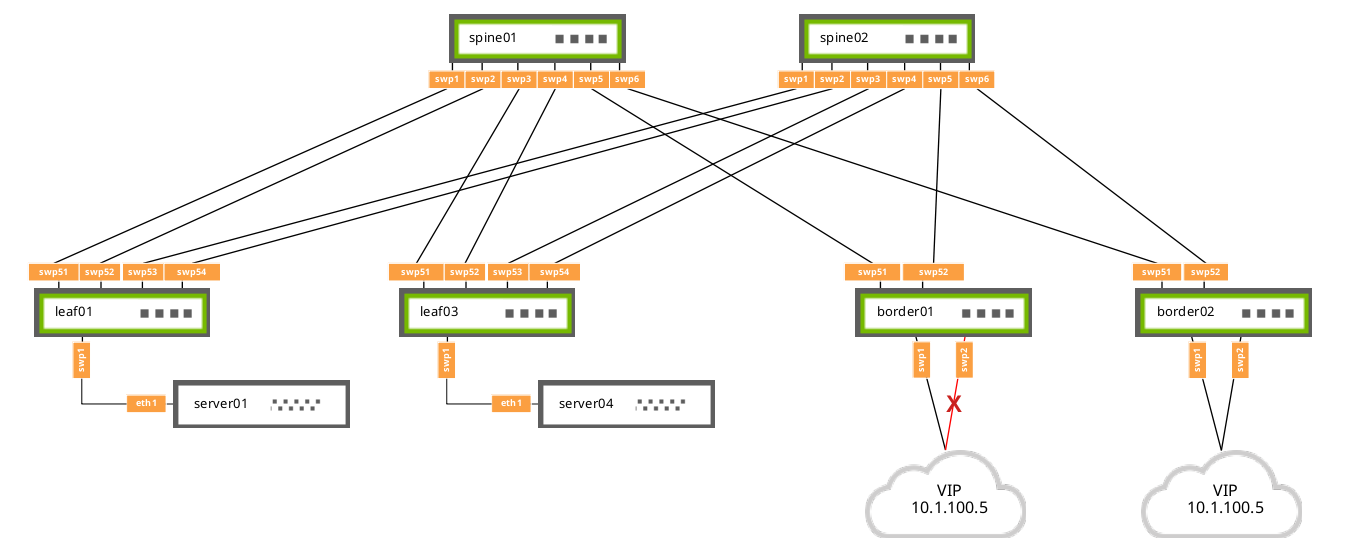 spine01
spine02
swp1 swp2 swp3 swp4 swp5 swp6
swp1 swp2 swp3 swp4 swp5 swp6
swp51 swp52 swp53 swp54
swp51 swp52 swp53 swp54
swp51 swp52
swp51 swp52
leaf01
leaf03
border01
border02
swp1
swp1
swp1
swp2
swp1
swp2
eth1
server01
eth1
server04
X
VIP
10.1.100.5
VIP
10.1.100.5